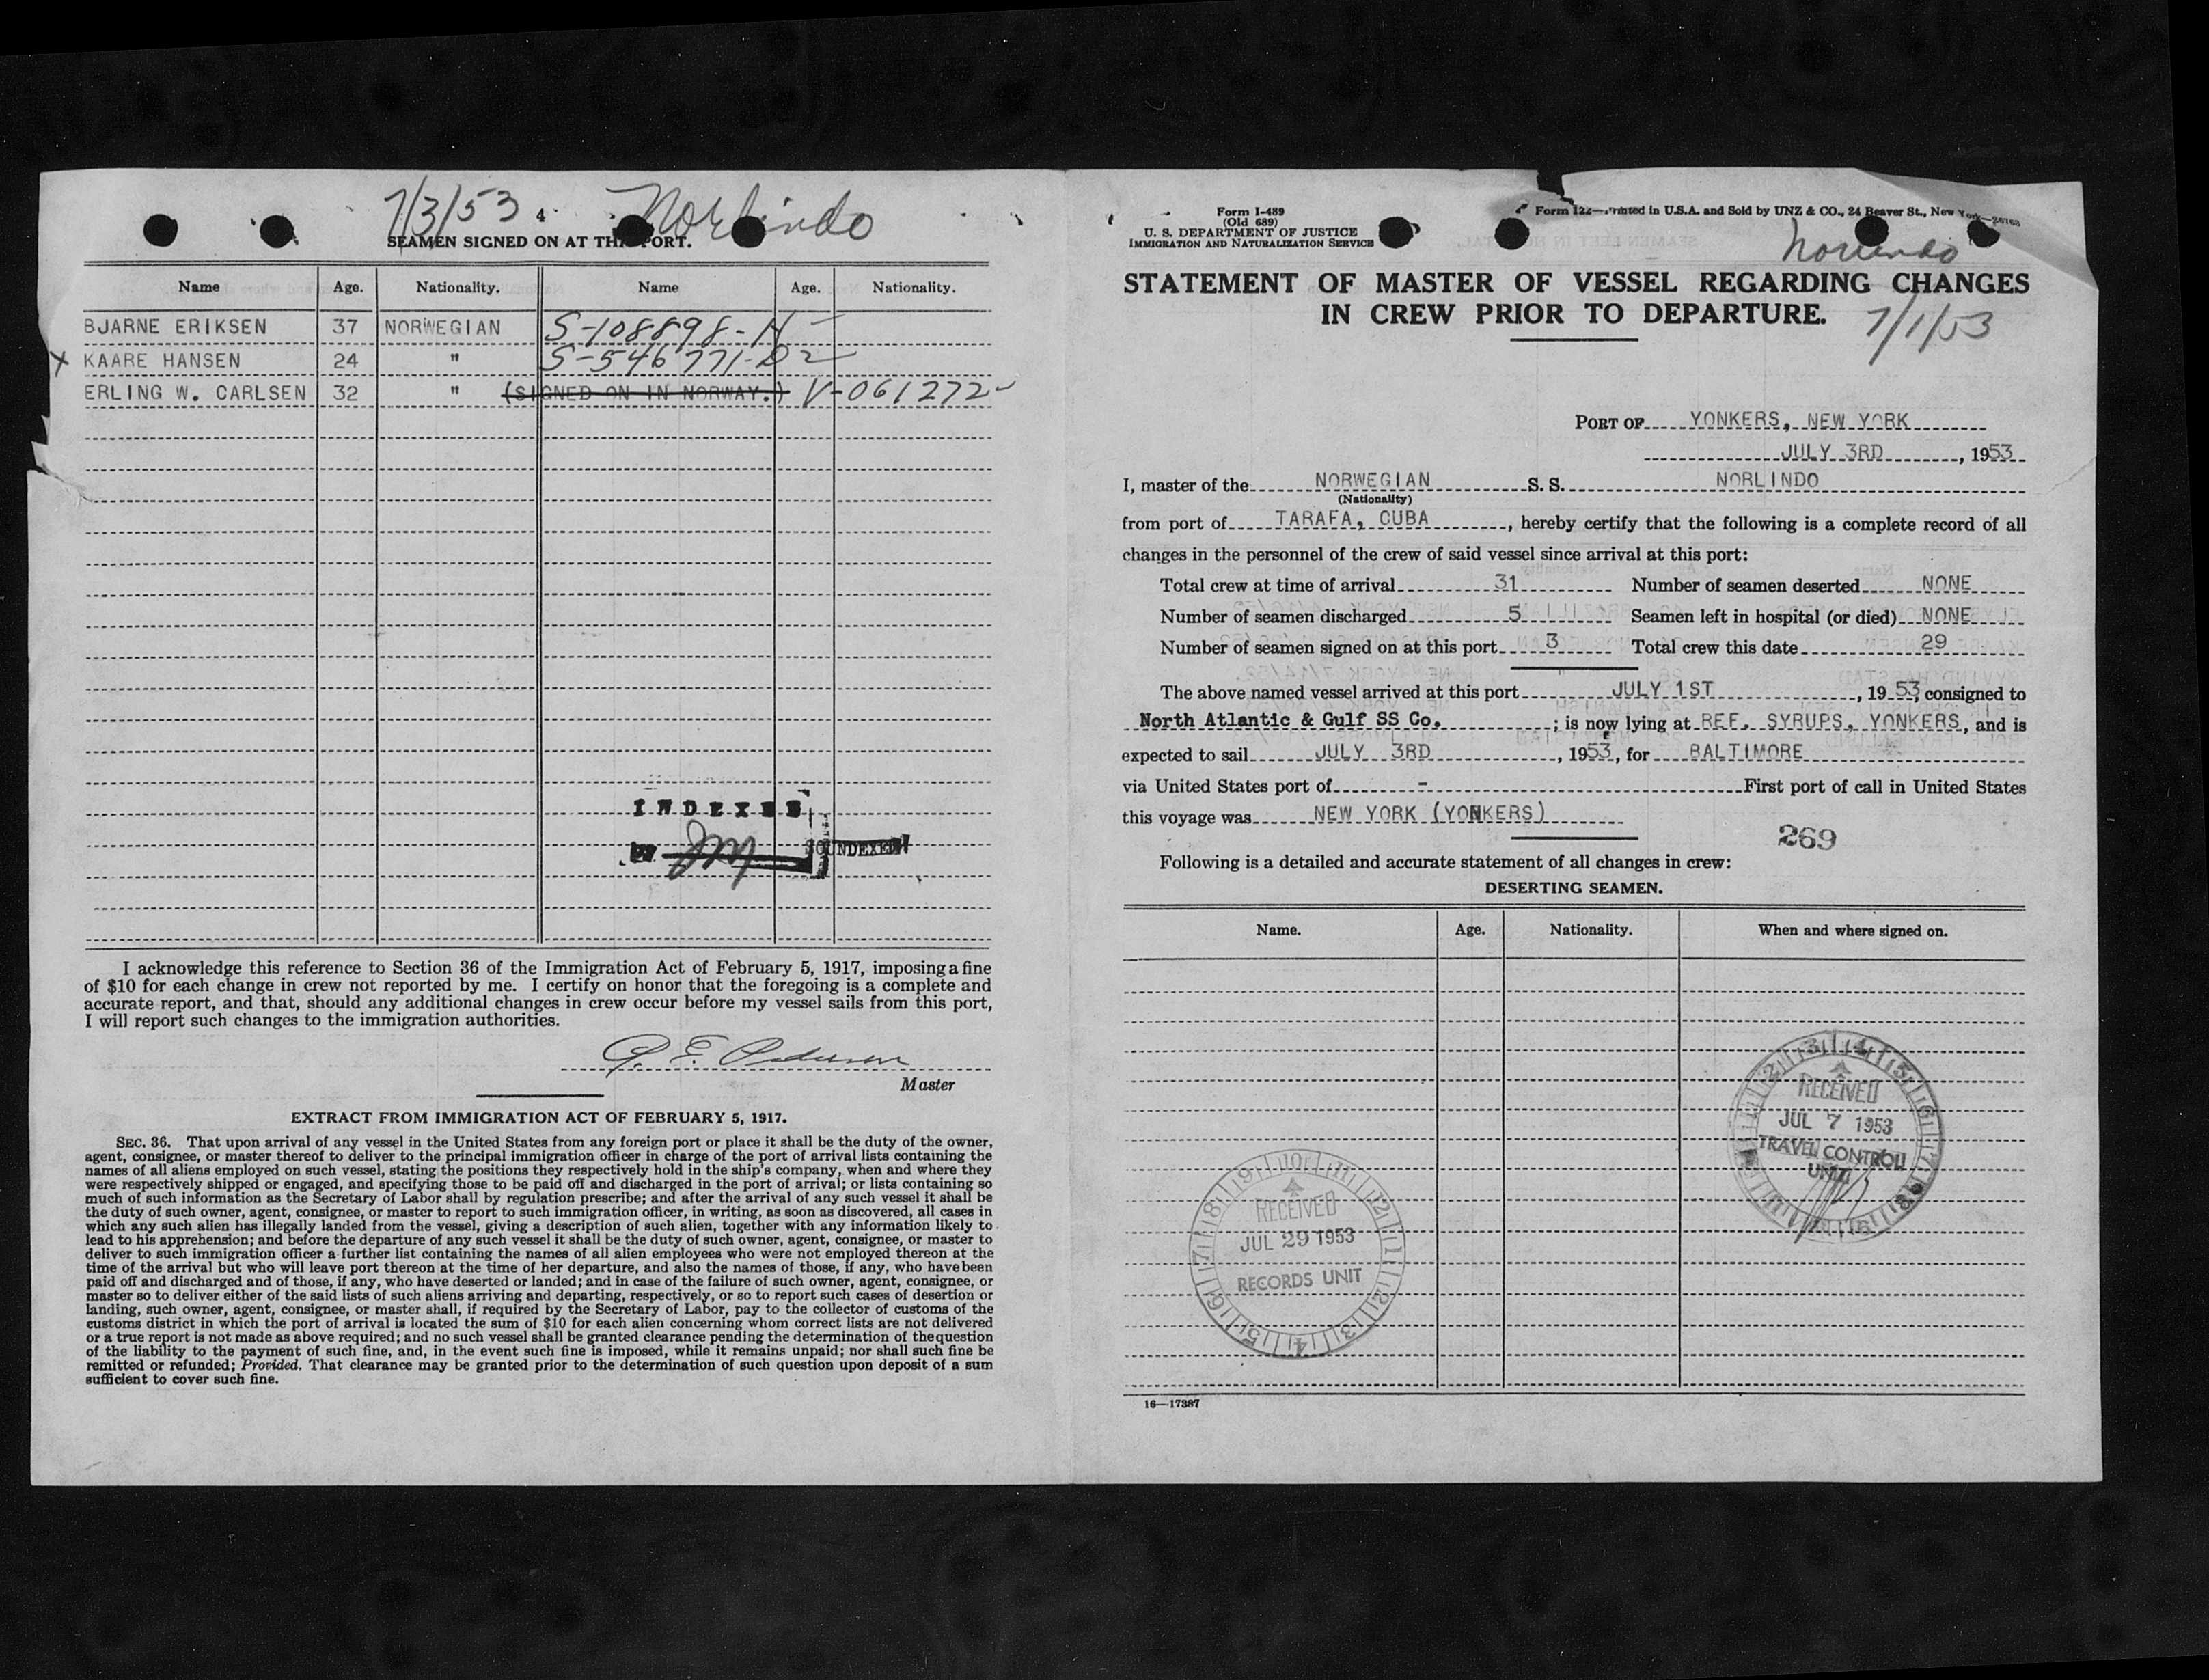 7/3/53 4 Norlindo
SEAMEN SIGNED ON AT THIS PORT.
Name Age. Nationality. Name Age. Nationality.
BJARNE ERIKSEN 37 NORWEGIAN S-108898-N -
X KAARE HANSEN 24 " S-546771-D2
ERLING W. CARLSEN 32 " (SIGNED ON IN NORWAY.) V-061272-
INDEXED
SOUNDEXED
I acknowledge this reference to Section 36 of the Immigration Act of February 5, 1917, imposing a fine
of $10 for each change in crew not reported by me. I certify on honor that the foregoing is a complete and
accurate report, and that, should any additional changes in crew occur before my vessel sails from this port,
I will report such changes to the immigration authorities.
Master
EXTRACT FROM IMMIGRATION ACT OF FEBRUARY 5, 1917.
SEC. 36. That upon arrival of any vessel in the United States from any foreign port or place it shall be the duty of the owner,
agent, consignee, or master thereof to deliver to the principal immigration officer in charge of the port of arrival lists containing the
names of all aliens employed on such vessel, stating the positions they respectively hold in the ship's company, when and where they
were respectively shipped or engaged, and specifying those to be paid off and discharged in the port of arrival; or lists containing so
much of such information as the Secretary of Labor shall by regulation prescribe; and after the arrival of any such vessel it shall be
the duty of such owner, agent, consignee, or master to report to such immigration officer, in writing, as soon as discovered, all cases in
which any such alien has illegally landed from the vessel, giving a description of such alien, together with any information likely to
lead to his apprehension; and before the departure of any such vessel it shall be the duty of such owner, agent, consignee, or master to
deliver to such immigration officer a further list containing the names of all alien employees who were not employed thereon at the
time of the arrival but who will leave port thereon at the time of her departure, and also the names of those, if any, who have been
paid off and discharged and of those, if any, who have deserted or landed; and in case of the failure of such owner, agent, consignee, or
master so to deliver either of the said lists of such aliens arriving and departing, respectively, or so to report such cases of desertion or
landing, such owner, agent, consignee, or master shall, if required by the Secretary of Labor, pay to the collector of customs of the
customs district in which the port of arrival is located the sum of $10 for each alien concerning whom correct lists are not delivered
or a true report is not made as above required; and no such vessel shall be granted clearance pending the determination of the question
of the liability to the payment of such fine, and, in the event such fine is imposed, while it remains unpaid; nor shall such fine be
remitted or refunded; Provided. That clearance may be granted prior to the determination of such question upon deposit of a sum
sufficient to cover such fine.
Form I-489
(Old 689)
U. S. DEPARTMENT OF JUSTICE
IMMIGRATION AND NATURALIZATION SERVICE
Form 122—Printed in U.S.A. and Sold by UNZ & CO., 24 Beaver St., New York
Norlindo
STATEMENT OF MASTER OF VESSEL REGARDING CHANGES
IN CREW PRIOR TO DEPARTURE.
7/1/53
PORT OF YONKERS, NEW YORK
JULY 3RD, 1953
I, master of the NORWEGIAN S. S. NORLINDO
(Nationality)
from port of TARAFA, CUBA, hereby certify that the following is a complete record of all
changes in the personnel of the crew of said vessel since arrival at this port:
Total crew at time of arrival 31 Number of seamen deserted NONE
Number of seamen discharged 5 Seamen left in hospital (or died) NONE
Number of seamen signed on at this port 3 Total crew this date 29
The above named vessel arrived at this port JULY 1ST, 1953, consigned to
North Atlantic & Gulf SS Co.; is now lying at REF. SYRUPS, YONKERS, and is
expected to sail JULY 3RD, 1953, for BALTIMORE
via United States port of - First port of call in United States
this voyage was NEW YORK (YONKERS)
269
Following is a detailed and accurate statement of all changes in crew:
DESERTING SEAMEN.
Name. Age. Nationality. When and where signed on.
RECEIVED
JUL 7 1953
TRAVEL CONTROL
UNIT
RECEIVED
JUL 29 1953
RECORDS UNIT
16—17387